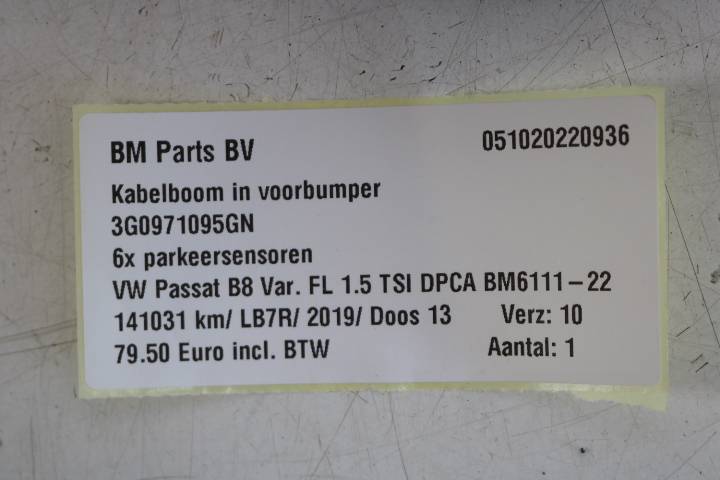 BM Parts BV 051020220936
Kabelboom in voorbumper
3G0971095GN
6x parkeersensoren
VW Passat B8 Var. FL 1.5 TSI DPCA BM6111-22
141031 km/ LB7R/ 2019/ Doos 13 Verz: 10
79.50 Euro incl. BTW Aantal: 1